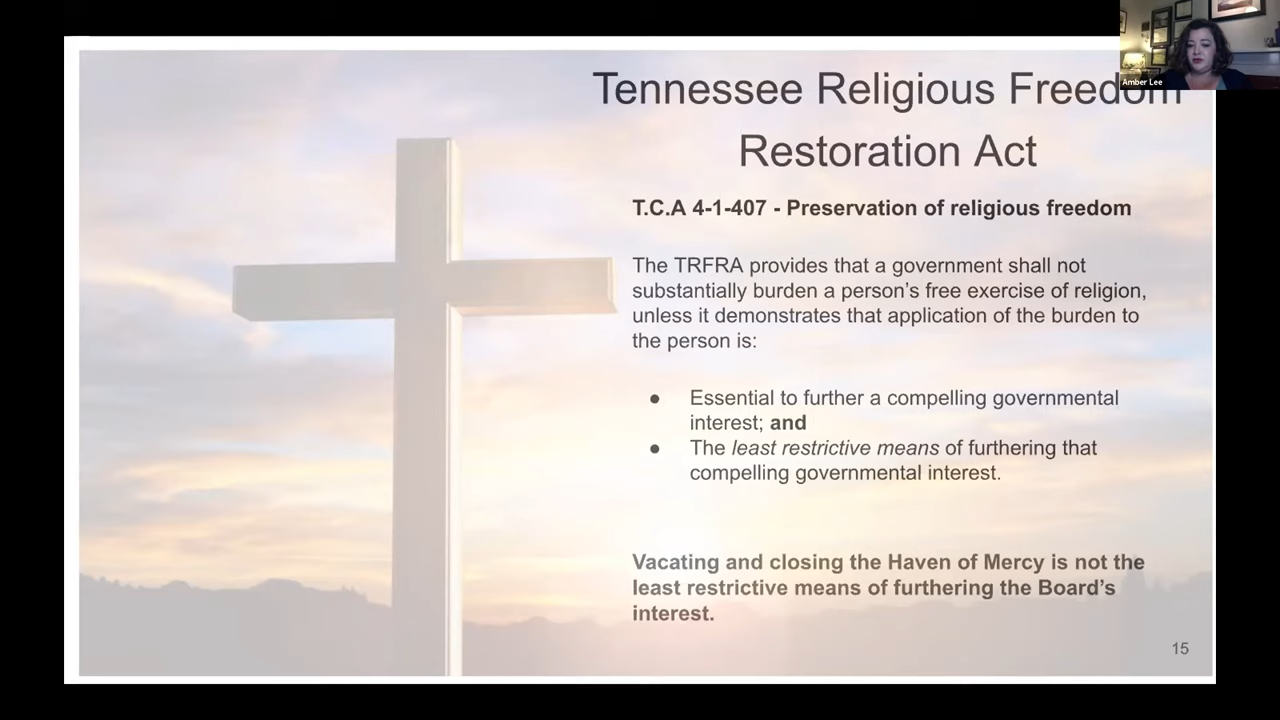 Tennessee Religious Freedom
Restoration Act
Amber Lee
T.C.A 4-1-407 - Preservation of religious freedom
The TRFRA provides that a government shall not
substantially burden a person’s free exercise of religion,
unless it demonstrates that application of the burden to
the person is:
● Essential to further a compelling governmental
interest; and
● The least restrictive means of furthering that
compelling governmental interest.
Vacating and closing the Haven of Mercy is not the
least restrictive means of furthering the Board’s
interest.
15